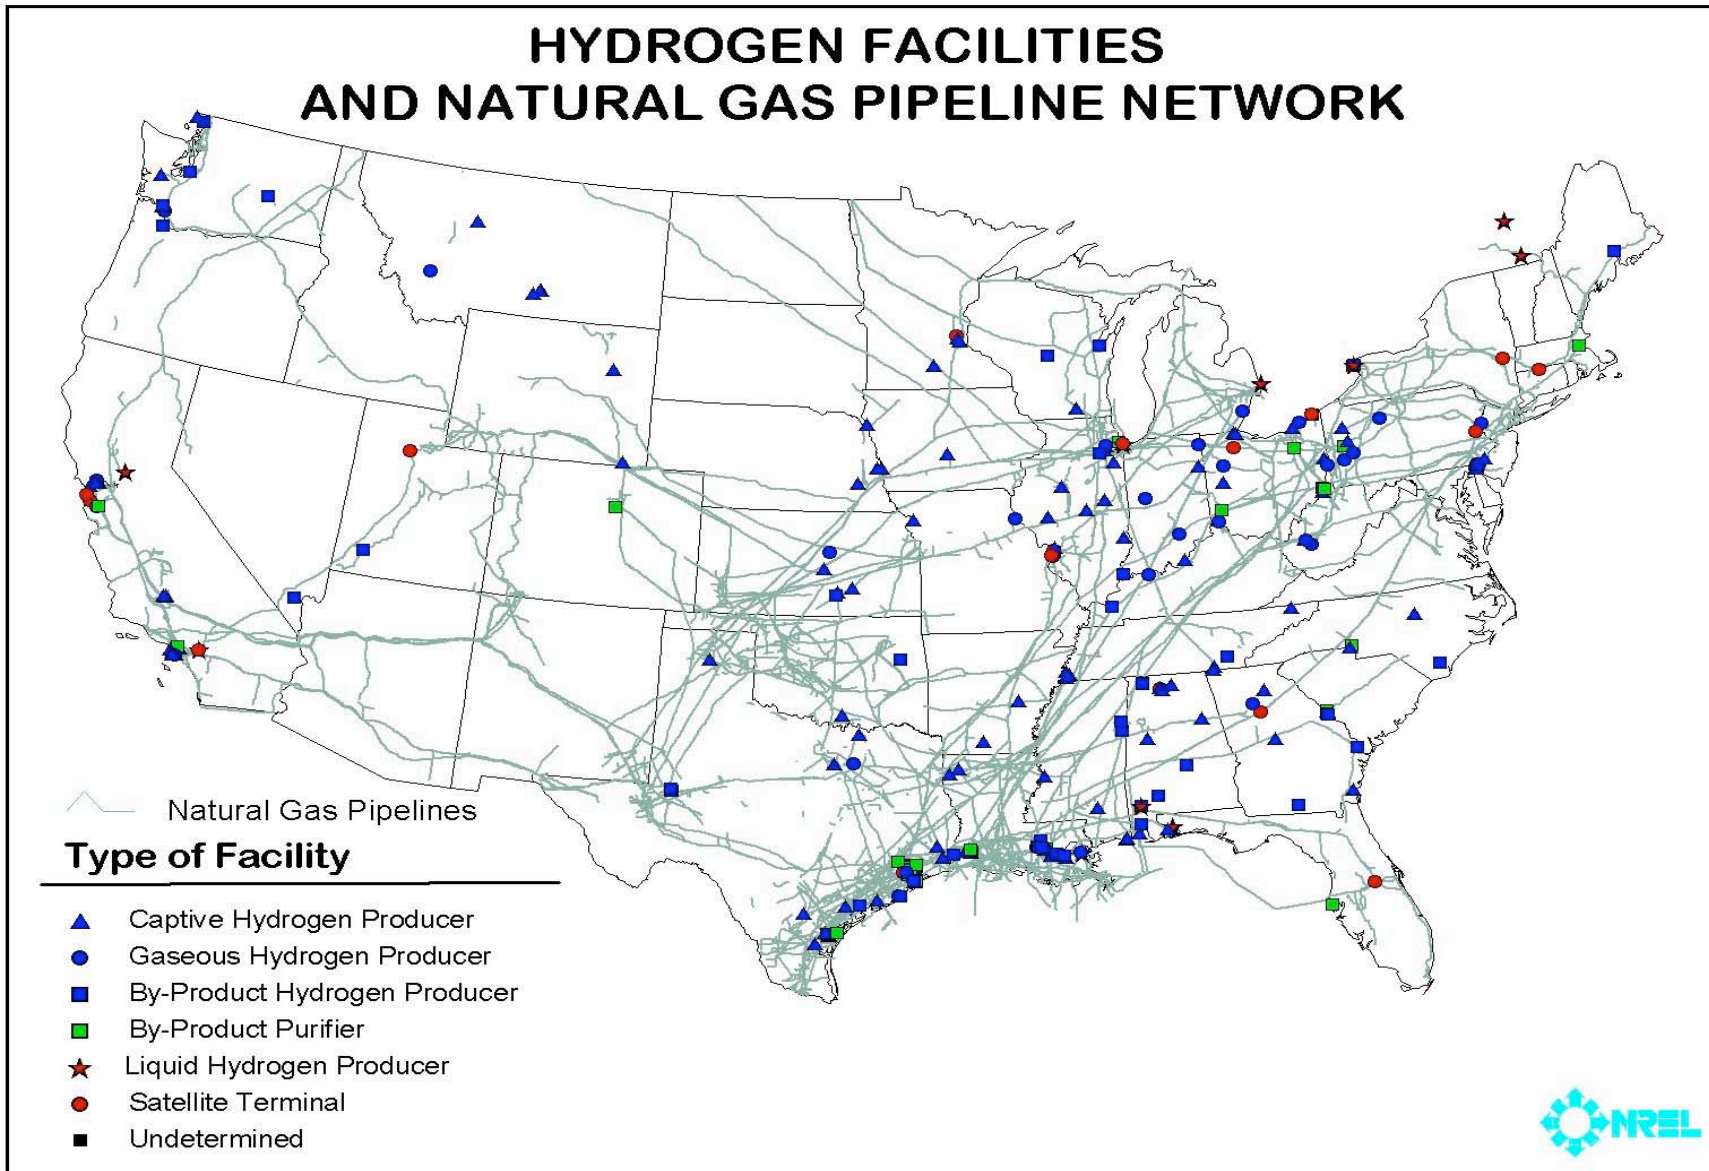 HYDROGEN FACILITIES
AND NATURAL GAS PIPELINE NETWORK
Natural Gas Pipelines
Type of Facility
Captive Hydrogen Producer
Gaseous Hydrogen Producer
By-Product Hydrogen Producer
By-Product Purifier
Liquid Hydrogen Producer
Satellite Terminal
Undetermined
NREL